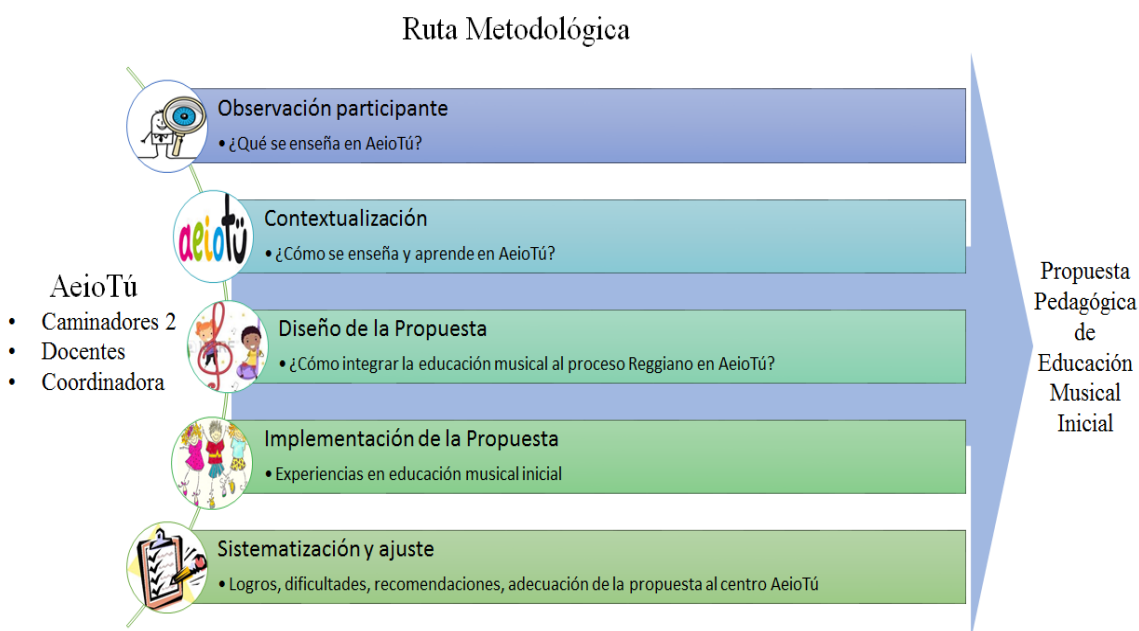 Ruta Metodológica
Observación participante
• ¿Qué se enseña en AeioTú?
aeiotü
Contextualización
• ¿Cómo se enseña y aprende en AeioTú?
AeioTú
• Caminadores 2
• Docentes
• Coordinadora
Diseño de la Propuesta
• ¿Cómo integrar la educación musical al proceso Reggiano en AeioTú?
Implementación de la Propuesta
• Experiencias en educación musical inicial
Sistematización y ajuste
• Logros, dificultades, recomendaciones, adecuación de la propuesta al centro AeioTú
Propuesta
Pedagógica
de
Educación
Musical
Inicial